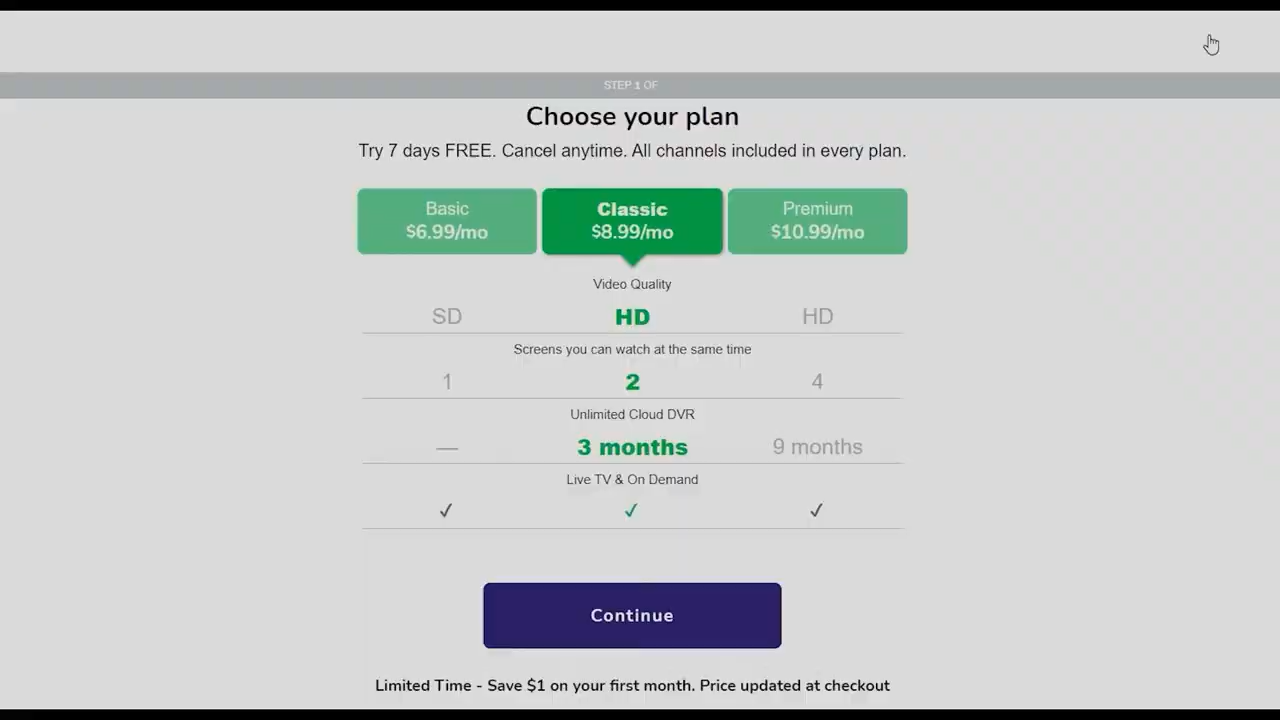 STEP 1 OF
Choose your plan
Try 7 days FREE. Cancel anytime. All channels included in every plan.
Basic Classic Premium
$6.99/mo $8.99/mo $10.99/mo
Video Quality
SD HD HD
Screens you can watch at the same time
1 2 4
Unlimited Cloud DVR
— 3 months 9 months
Live TV & On Demand
✓ ✓ ✓
Continue
Limited Time - Save $1 on your first month. Price updated at checkout